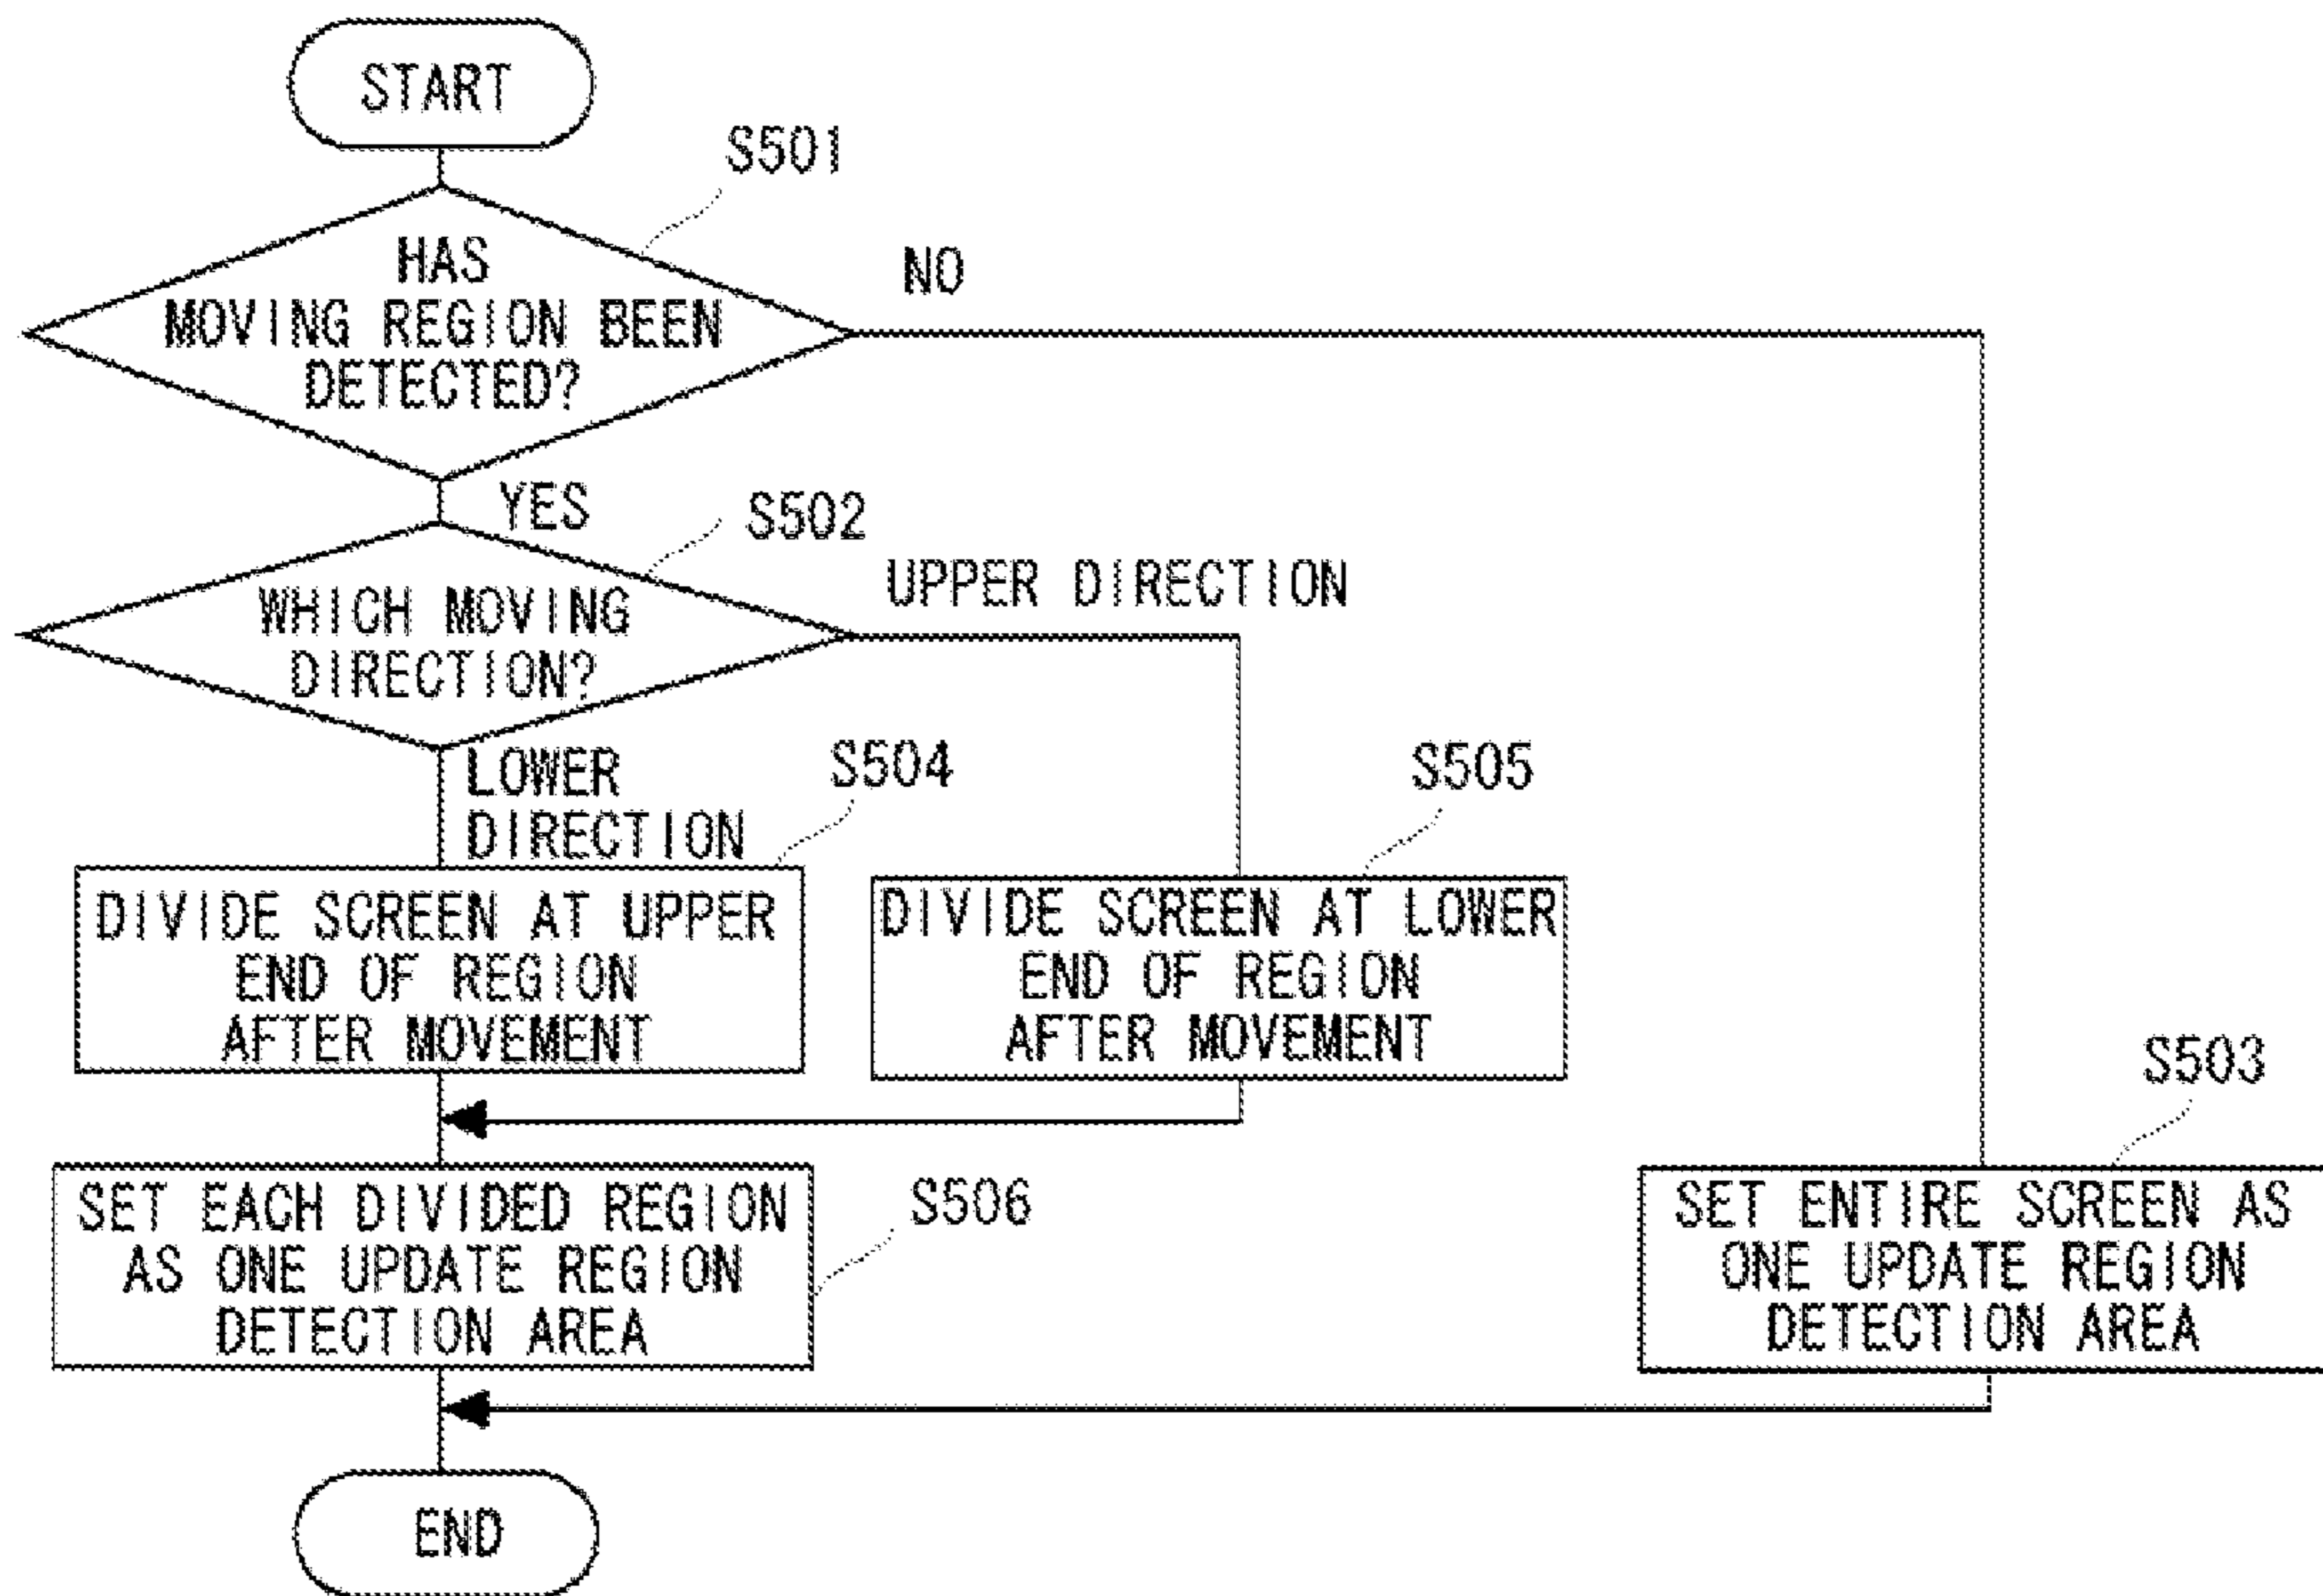 START
S501
HAS
MOVING REGION BEEN
DETECTED?
NO
YES
S502
WHICH MOVING
DIRECTION?
UPPER DIRECTION
LOWER
DIRECTION
S504
DIVIDE SCREEN AT UPPER
END OF REGION
AFTER MOVEMENT
S505
DIVIDE SCREEN AT LOWER
END OF REGION
AFTER MOVEMENT
S503
SET ENTIRE SCREEN AS
ONE UPDATE REGION
DETECTION AREA
S506
SET EACH DIVIDED REGION
AS ONE UPDATE REGION
DETECTION AREA
END